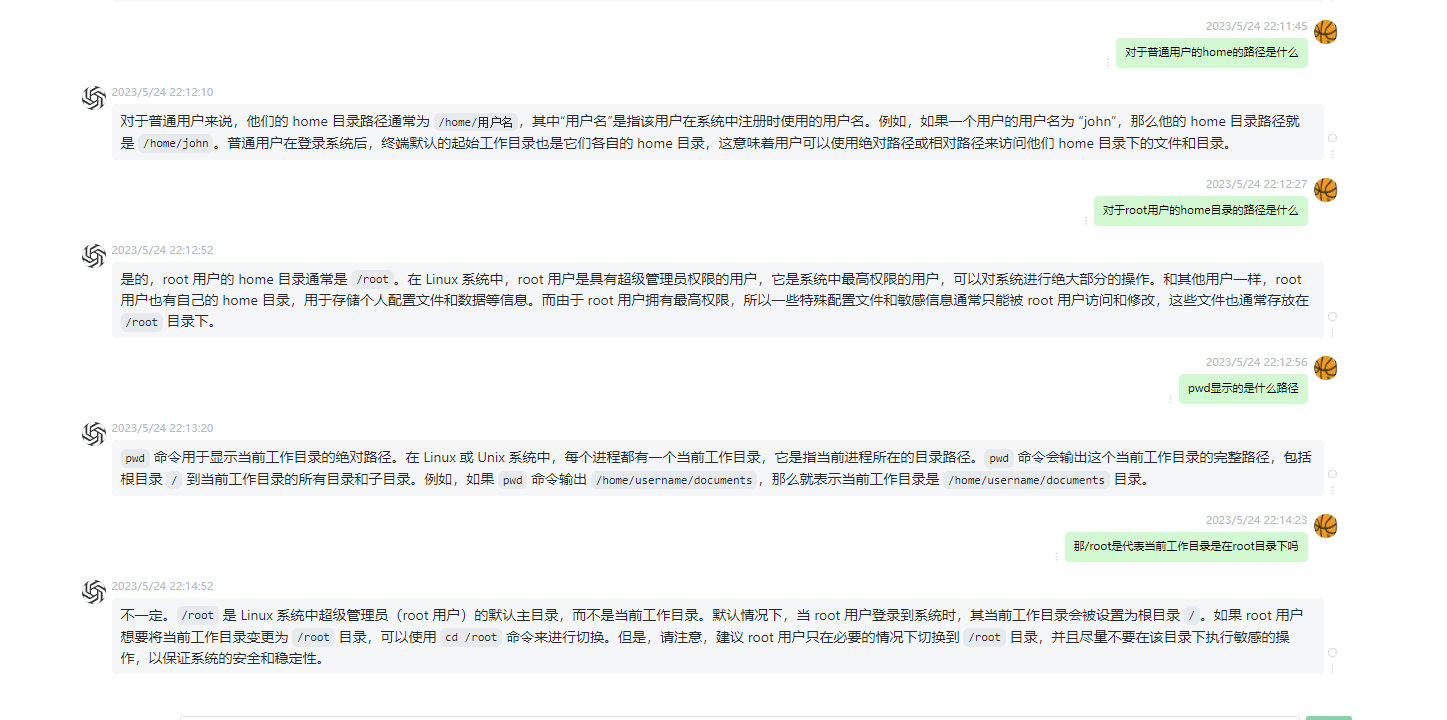 2023/5/24 22:11:45
对于普通用户的home的路径是什么
2023/5/24 22:12:10
对于普通用户来说，他们的 home 目录路径通常为 /home/用户名 ，其中“用户名”是指该用户在系统中注册时使用的用户名。例如，如果一个用户的用户名为 “john”，那么他的 home 目录路径就
是 /home/john 。普通用户在登录系统后，终端默认的起始工作目录也是它们各自的 home 目录，这意味着用户可以使用绝对路径或相对路径来访问他们 home 目录下的文件和目录。
2023/5/24 22:12:27
对于root用户的home目录的路径是什么
2023/5/24 22:12:52
是的，root 用户的 home 目录通常是 /root 。在 Linux 系统中，root 用户是具有超级管理员权限的用户，它是系统中最高权限的用户，可以对系统进行绝大部分的操作。和其他用户一样，root
用户也有自己的 home 目录，用于存储个人配置文件和数据等信息。而由于 root 用户拥有最高权限，所以一些特殊配置文件和敏感信息通常只能被 root 用户访问和修改，这些文件也通常存放在
/root 目录下。
2023/5/24 22:12:56
pwd显示的是什么路径
2023/5/24 22:13:20
pwd 命令用于显示当前工作目录的绝对路径。在 Linux 或 Unix 系统中，每个进程都有一个当前工作目录，它是指当前进程所在的目录路径。 pwd 命令会输出这个当前工作目录的完整路径，包括
根目录 / 到当前工作目录的所有目录和子目录。例如，如果 pwd 命令输出 /home/username/documents ，那么就表示当前工作目录是 /home/username/documents 目录。
2023/5/24 22:14:23
那/root是代表当前工作目录是在root目录下吗
2023/5/24 22:14:52
不一定。 /root 是 Linux 系统中超级管理员（root 用户）的默认主目录，而不是当前工作目录。默认情况下，当 root 用户登录到系统时，其当前工作目录会被设置为根目录 / 。如果 root 用户
想要将当前工作目录变更为 /root 目录，可以使用 cd /root 命令来进行切换。但是，请注意，建议 root 用户只在必要的情况下切换到 /root 目录，并且尽量不要在该目录下执行敏感的操
作，以保证系统的安全和稳定性。